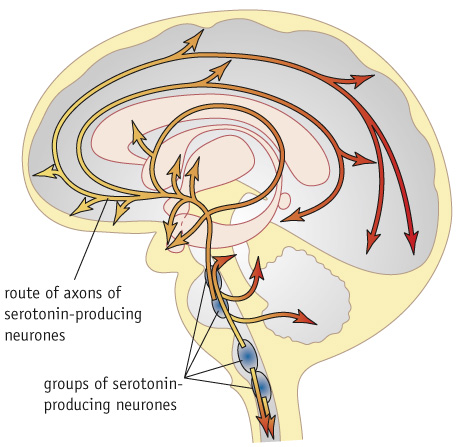 route of axons of
serotonin-producing
neurones
groups of serotonin-
producing neurones